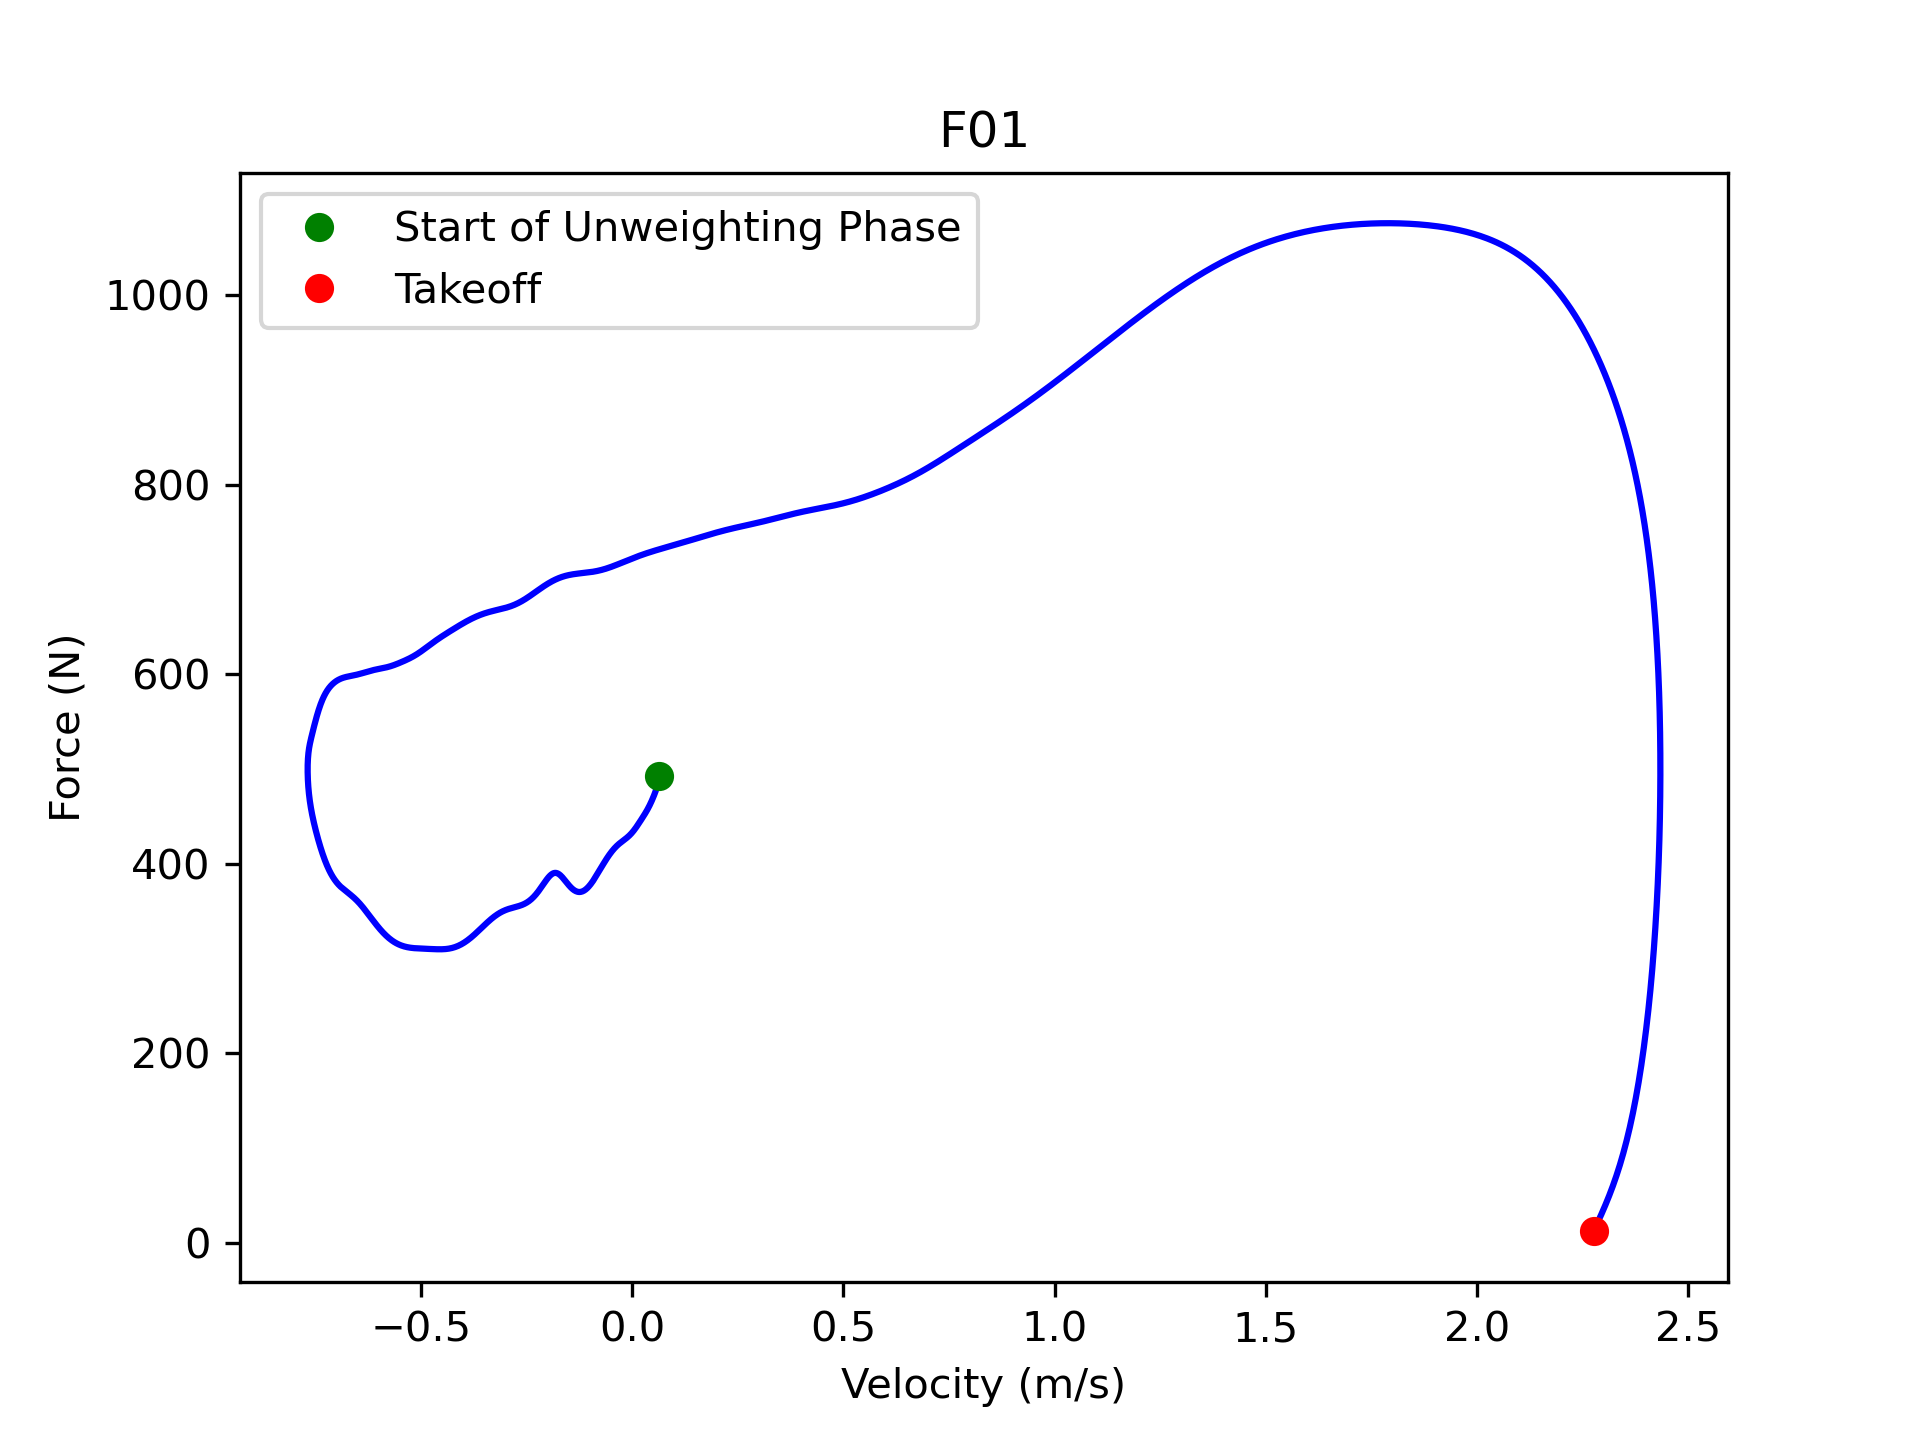 F01
Start of Unweighting Phase
Takeoff
1000
800
600
400
200
0
Force (N)
−0.5 0.0 0.5 1.0 1.5 2.0 2.5
Velocity (m/s)